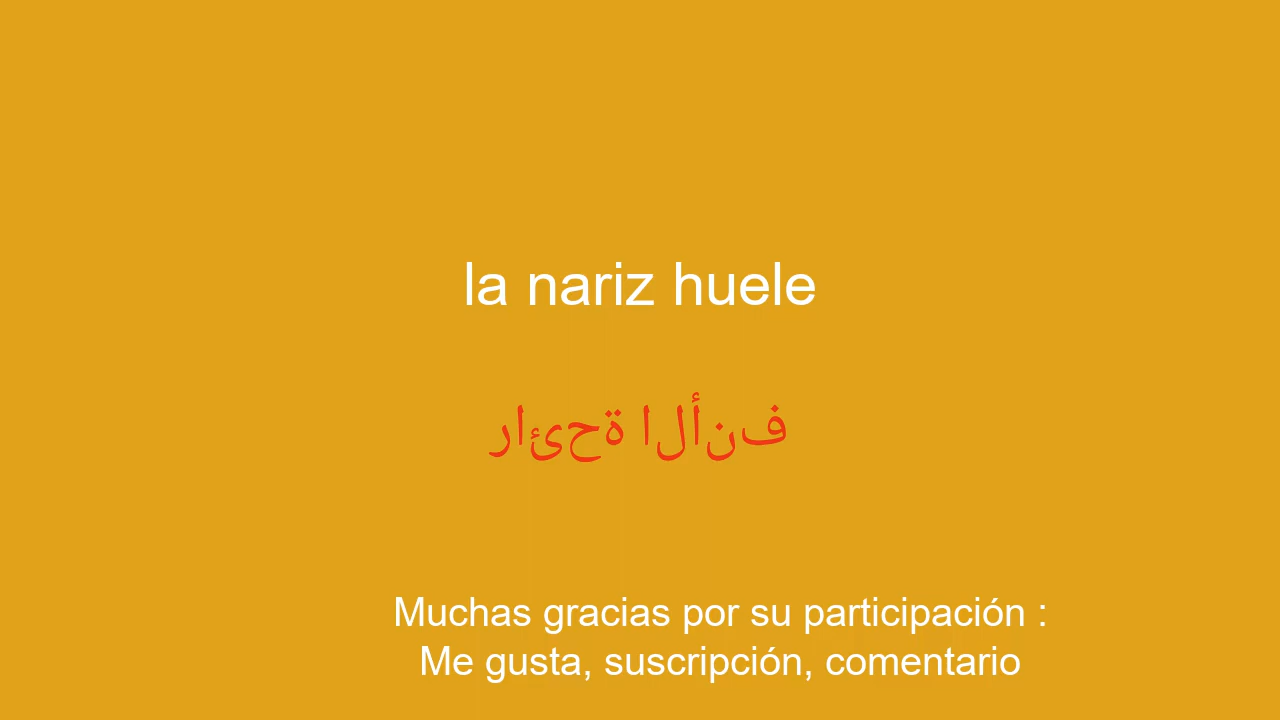 la nariz huele
رائحة الأنف
Muchas gracias por su participación :
Me gusta, suscripción, comentario